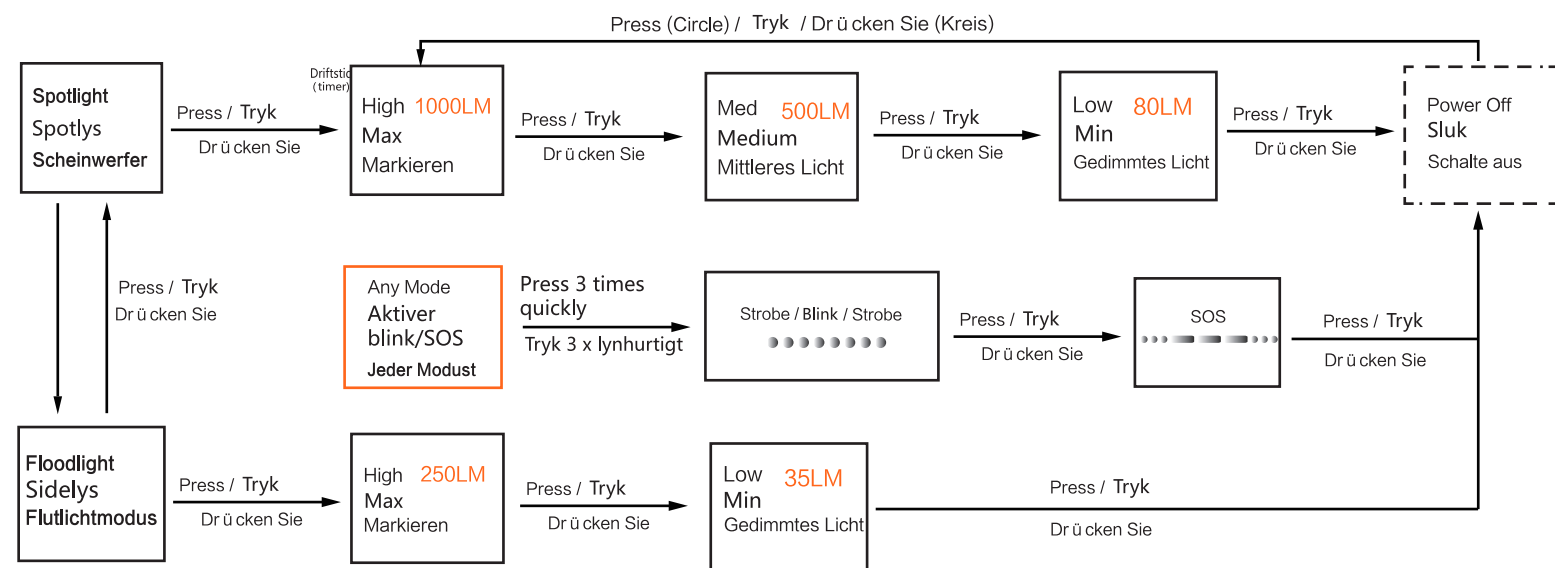 Press (Circle) / Tryk / Dr ü cken Sie (Kreis)
Spotlight
Spotlys
Scheinwerfer
Press / Tryk
Dr ü cken Sie
Driftstid
(timer)
High 1000LM
Max
Markieren
Press / Tryk
Dr ü cken Sie
Med 500LM
Medium
Mittleres Licht
Press / Tryk
Dr ü cken Sie
Low 80LM
Min
Gedimmtes Licht
Press / Tryk
Dr ü cken Sie
Power Off
Sluk
Schalte aus
Press / Tryk
Dr ü cken Sie
Any Mode
Aktiver
blink/SOS
Jeder Modust
Press 3 times
quickly
Tryk 3 x lynhurtigt
Strobe / Blink / Strobe
Press / Tryk
Dr ü cken Sie
SOS
Press / Tryk
Dr ü cken Sie
Floodlight
Sidelys
Flutlichtmodus
Press / Tryk
Dr ü cken Sie
High 250LM
Max
Markieren
Press / Tryk
Dr ü cken Sie
Low 35LM
Min
Gedimmtes Licht
Press / Tryk
Dr ü cken Sie